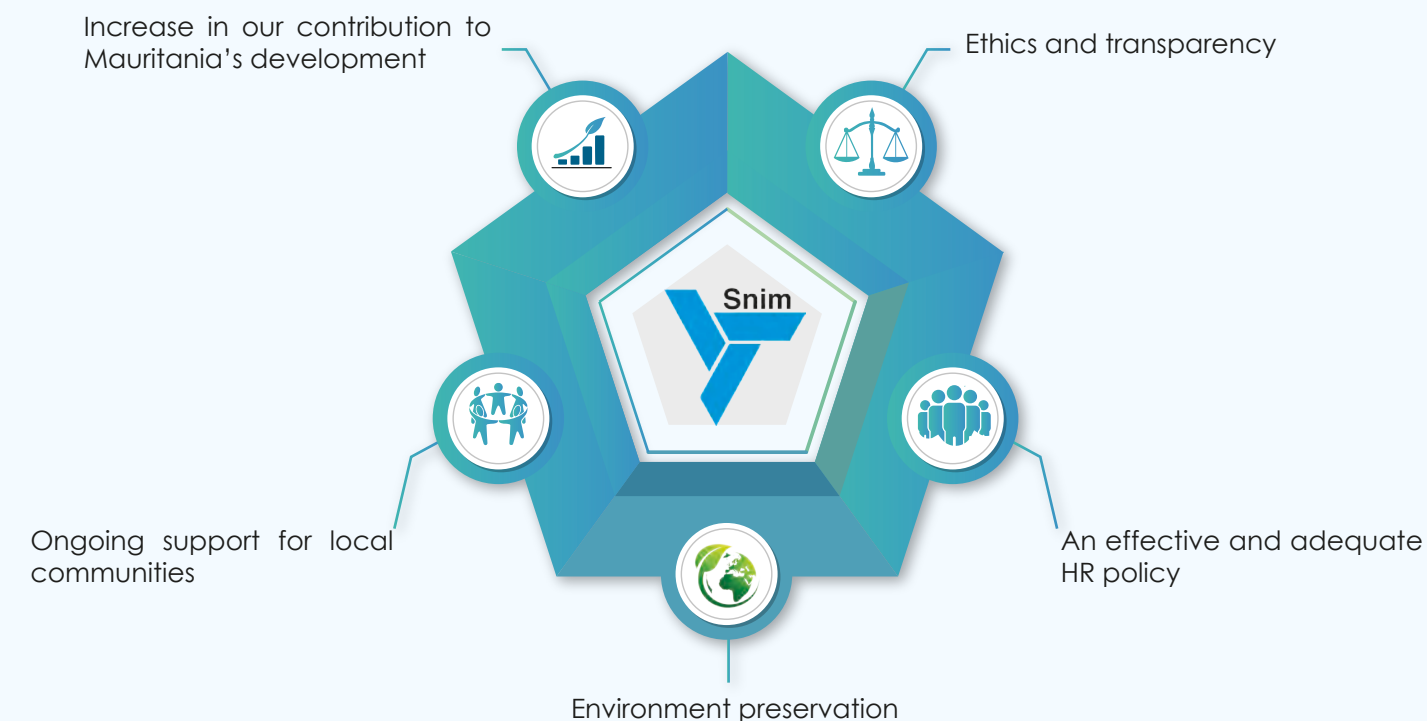 Increase in our contribution to
Mauritania's development
Ethics and transparency
Snim
Ongoing support for local
communities
An effective and adequate
HR policy
Environment preservation